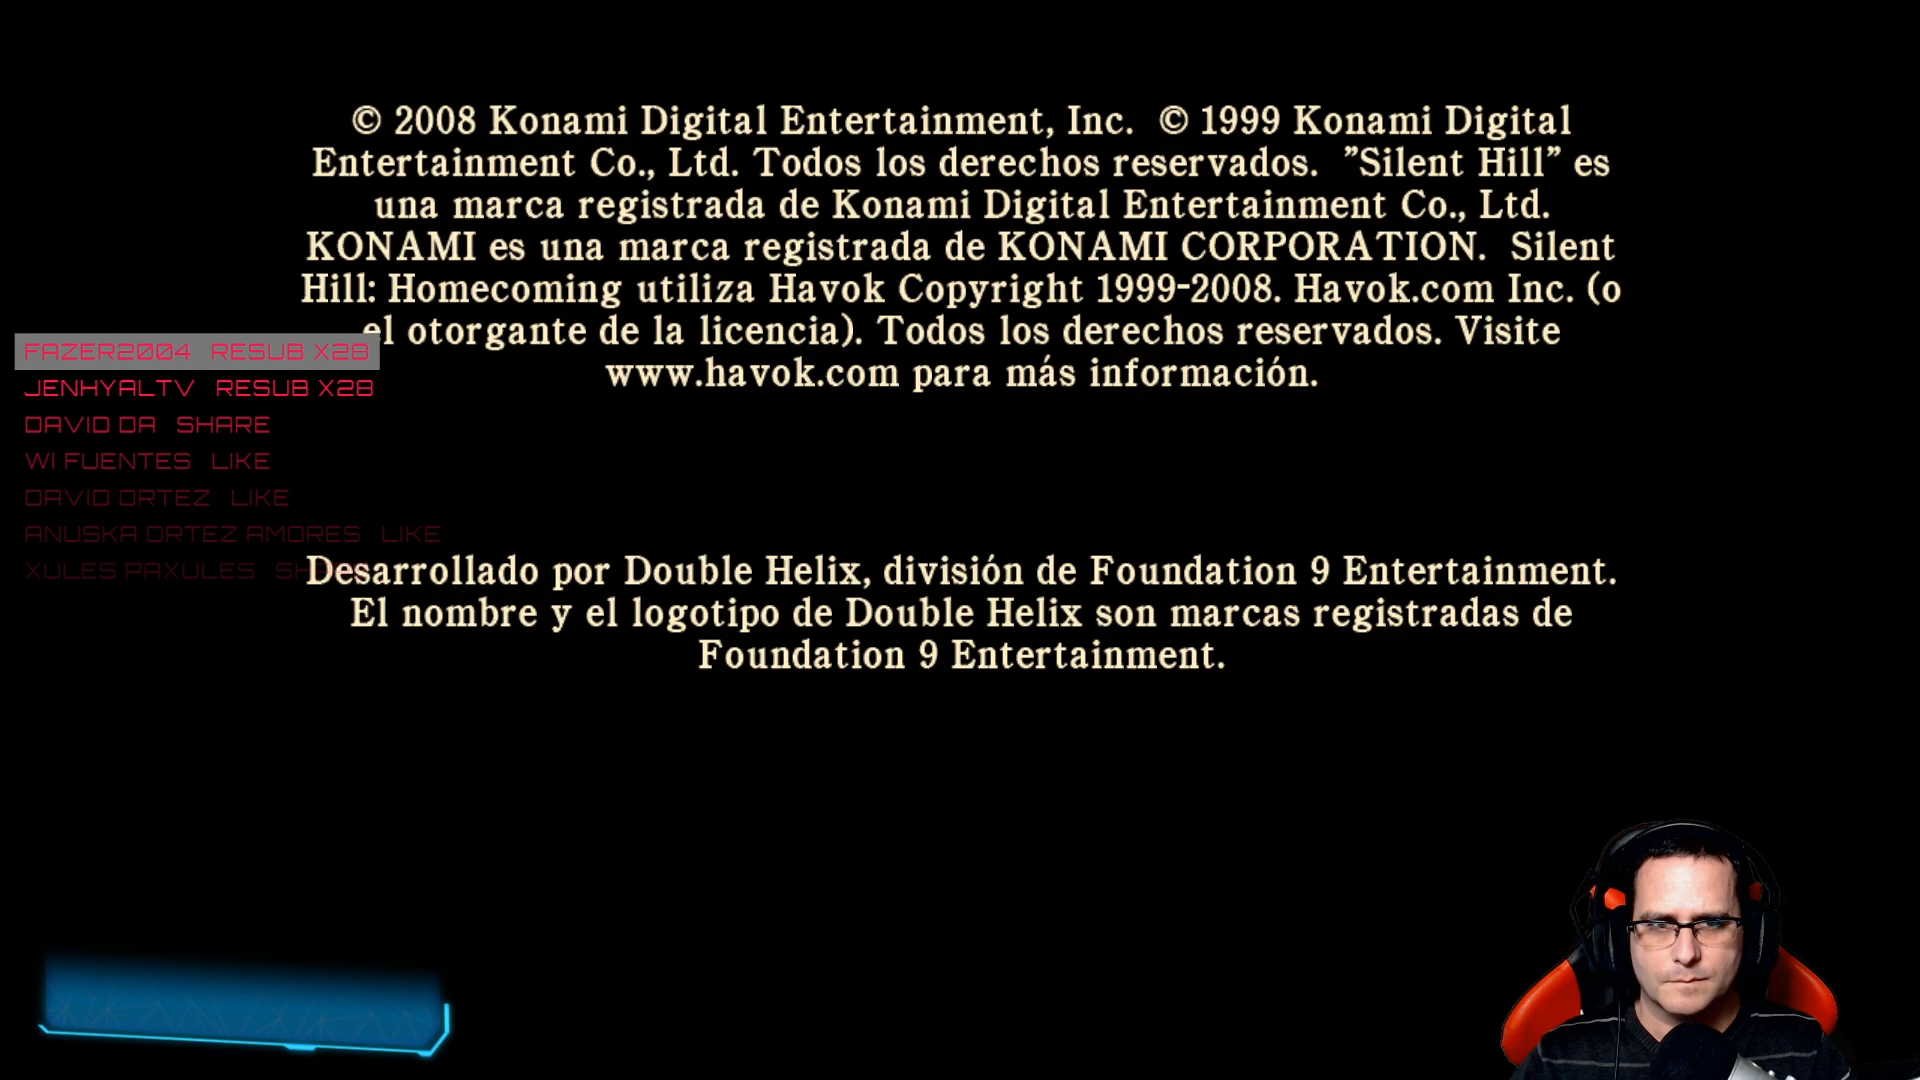 © 2008 Konami Digital Entertainment, Inc.  © 1999 Konami Digital
Entertainment Co., Ltd. Todos los derechos reservados.  "Silent Hill" es
una marca registrada de Konami Digital Entertainment Co., Ltd.
KONAMI es una marca registrada de KONAMI CORPORATION.  Silent
Hill: Homecoming utiliza Havok Copyright 1999-2008. Havok.com Inc. (o
el otorgante de la licencia). Todos los derechos reservados. Visite
www.havok.com para más información.
FAZER2004 RESUB X28
JENHYALTV RESUB X28
DAVID DA SHARE
WI FUENTES LIKE
DAVID ORTEZ LIKE
ANUSKA ORTEZ AMORES LIKE
XULES PAXULES
Desarrollado por Double Helix, división de Foundation 9 Entertainment.
El nombre y el logotipo de Double Helix son marcas registradas de
Foundation 9 Entertainment.